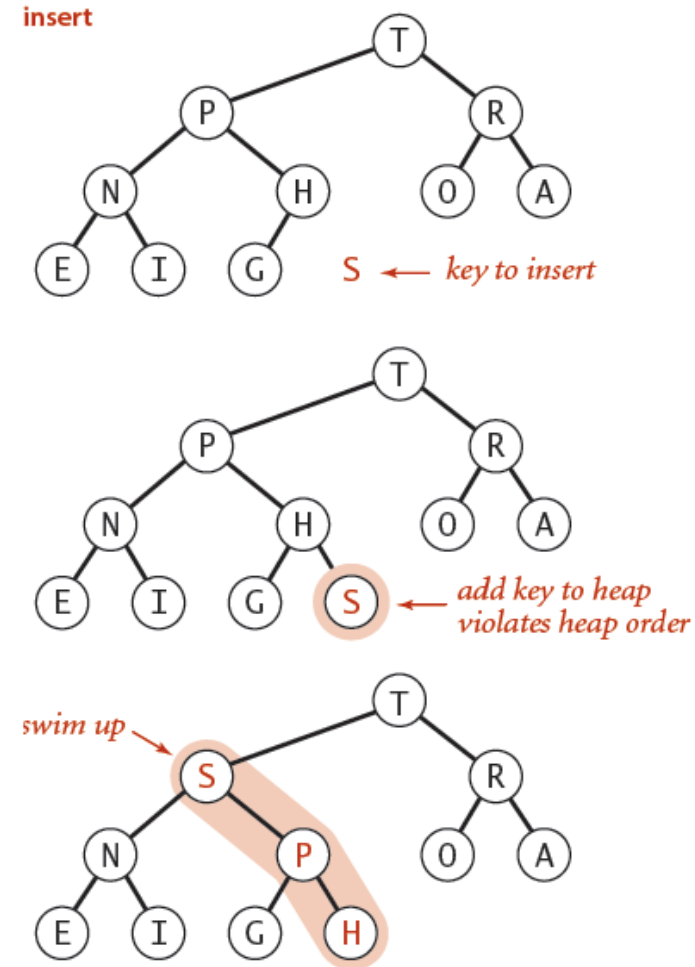 insert
T
P R
N H O A
E I G S ← key to insert
T
P R
N H O A
E I G S ← add key to heap
violates heap order
T
swim up
S R
N P O A
E I G H